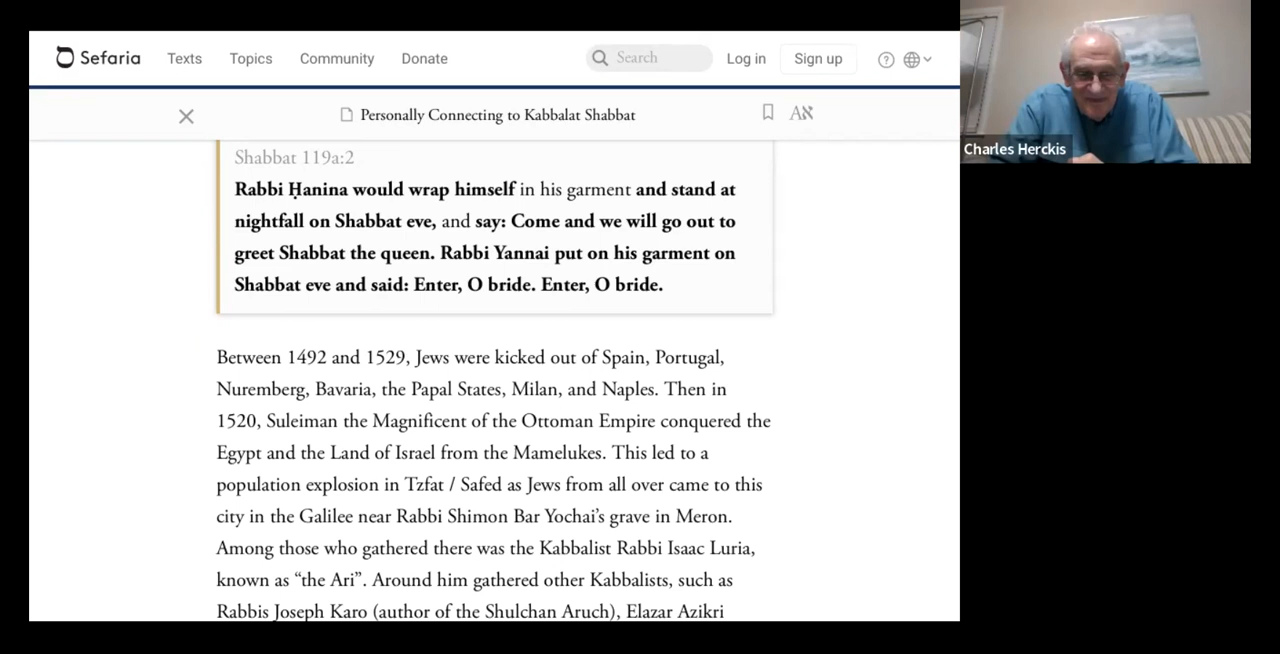 Sefaria Texts Topics Community Donate Search Log in Sign up
Personally Connecting to Kabbalat Shabbat Aא
Charles Herckis
Shabbat 119a:2
Rabbi Ḥanina would wrap himself in his garment and stand at
nightfall on Shabbat eve, and say: Come and we will go out to
greet Shabbat the queen. Rabbi Yannai put on his garment on
Shabbat eve and said: Enter, O bride. Enter, O bride.
Between 1492 and 1529, Jews were kicked out of Spain, Portugal,
Nuremberg, Bavaria, the Papal States, Milan, and Naples. Then in
1520, Suleiman the Magnificent of the Ottoman Empire conquered the
Egypt and the Land of Israel from the Mamelukes. This led to a
population explosion in Tzfat / Safed as Jews from all over came to this
city in the Galilee near Rabbi Shimon Bar Yochai’s grave in Meron.
Among those who gathered there was the Kabbalist Rabbi Isaac Luria,
known as “the Ari”. Around him gathered other Kabbalists, such as
Rabbis Joseph Karo (author of the Shulchan Aruch), Elazar Azikri